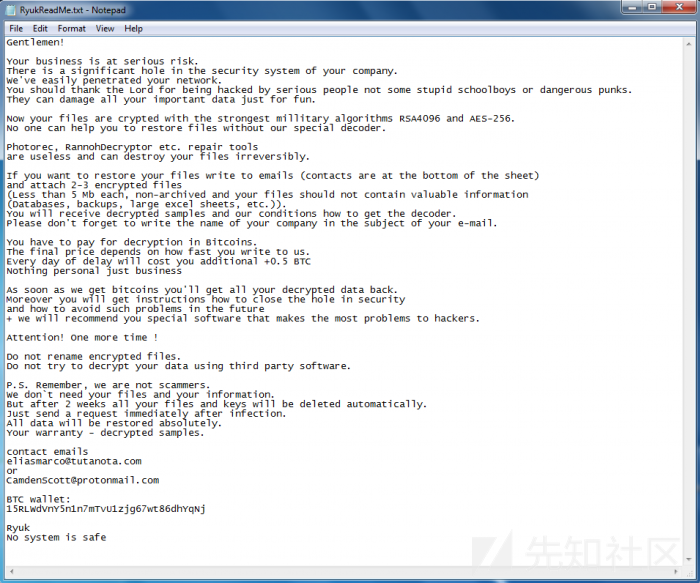 RyukReadMe.txt - Notepad
File Edit Format View Help
Gentlemen!
Your business is at serious risk.
There is a significant hole in the security system of your company.
We've easily penetrated your network.
You should thank the Lord for being hacked by serious people not some stupid schoolboys or dangerous punks.
They can damage all your important data just for fun.
Now your files are crypted with the strongest millitary algorithms RSA4096 and AES-256.
No one can help you to restore files without our special decoder.
Photorec, RannohDecryptor etc. repair tools
are useless and can destroy your files irreversibly.
If you want to restore your files write to emails (contacts are at the bottom of the sheet)
and attach 2-3 encrypted files
(Less than 5 Mb each, non-archived and your files should not contain valuable information
(Databases, backups, large excel sheets, etc.)).
You will receive decrypted samples and our conditions how to get the decoder.
Please don't forget to write the name of your company in the subject of your e-mail.
You have to pay for decryption in Bitcoins.
The final price depends on how fast you write to us.
Every day of delay will cost you additional +0.5 BTC
Nothing personal just business
As soon as we get bitcoins you'll get all your decrypted data back.
Moreover you will get instructions how to close the hole in security
and how to avoid such problems in the future
+ we will recommend you special software that makes the most problems to hackers.
Attention! One more time !
Do not rename encrypted files.
Do not try to decrypt your data using third party software.
P.S. Remember, we are not scammers.
We don`t need your files and your information.
But after 2 weeks all your files and keys will be deleted automatically.
Just send a request immediately after infection.
All data will be restored absolutely.
Your warranty - decrypted samples.
contact emails
eliasmarco@tutanota.com
or
CamdenScott@protonmail.com
BTC wallet:
15RLWdVnY5n1n7mTvU1zjg67wt86dhYqNj
Ryuk
No system is safe
先知社区